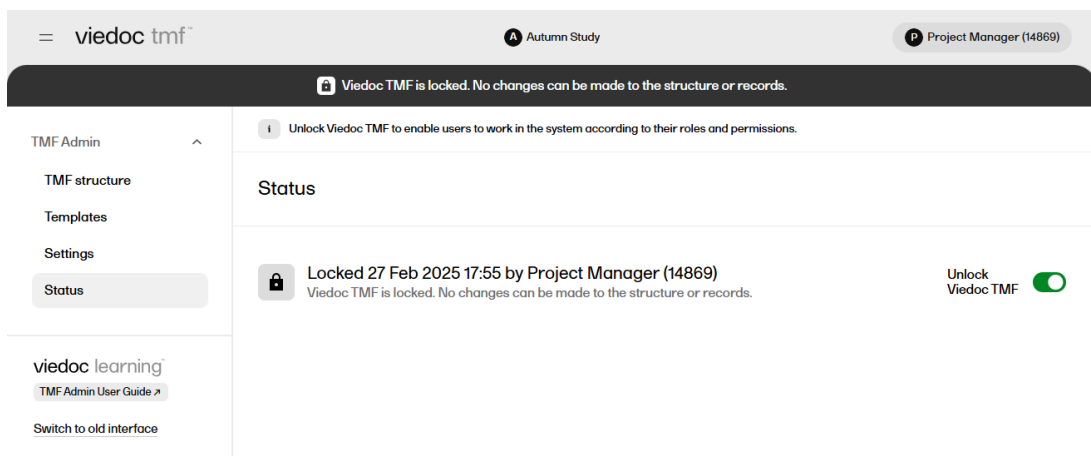 viedoc tmf™
A Autumn Study
P Project Manager (14869)
Viedoc TMF is locked. No changes can be made to the structure or records.
TMF Admin
TMF structure
Templates
Settings
Status
viedoc learning™
TMF Admin User Guide ↗
Switch to old interface
i Unlock Viedoc TMF to enable users to work in the system according to their roles and permissions.
Status
Locked 27 Feb 2025 17:55 by Project Manager (14869)
Viedoc TMF is locked. No changes can be made to the structure or records.
Unlock
Viedoc TMF